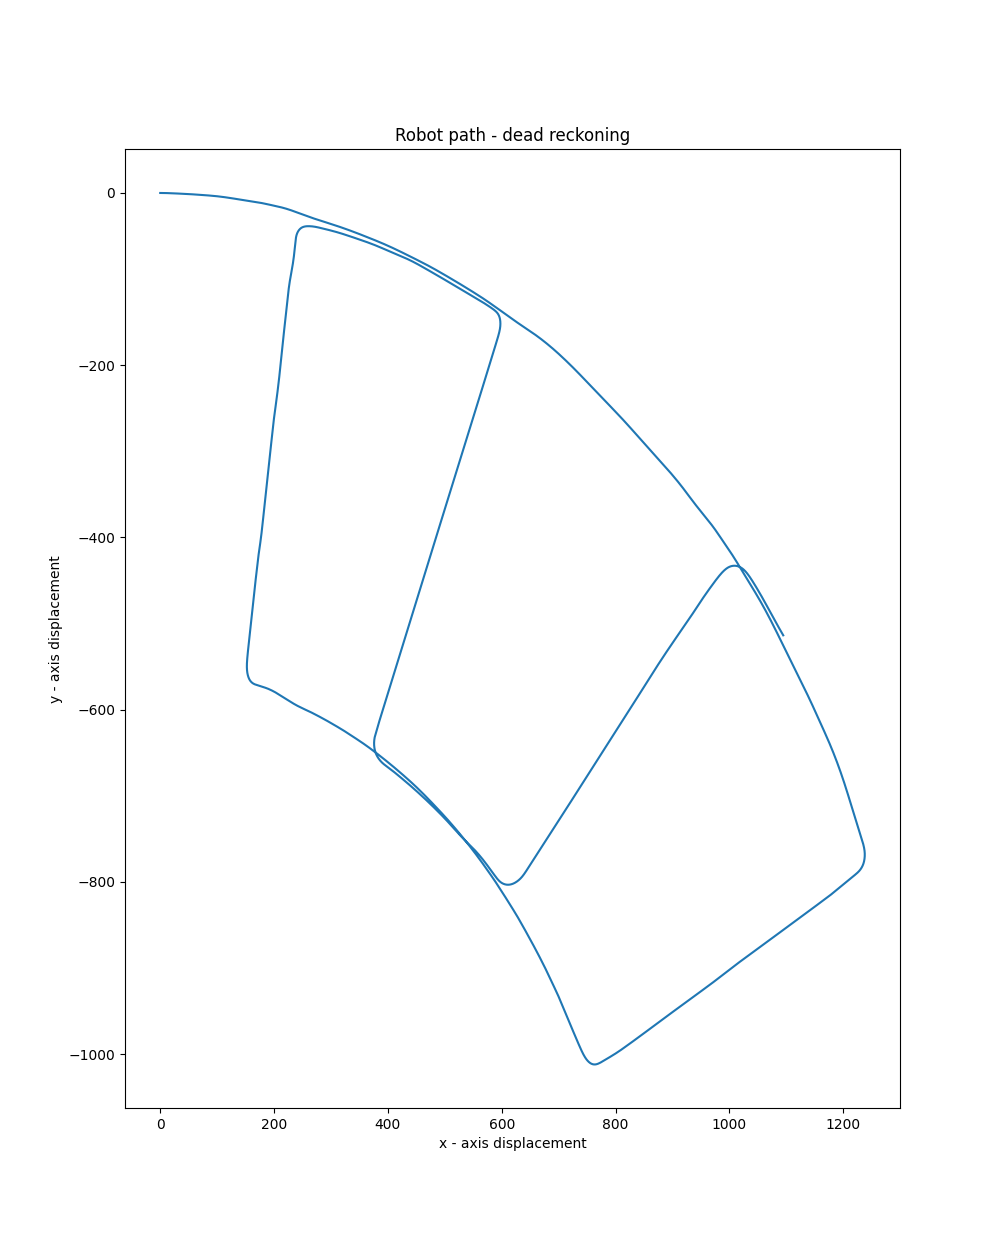 Robot path - dead reckoning
0
−200
−400
−600
−800
−1000
y - axis displacement
0 200 400 600 800 1000 1200
x - axis displacement